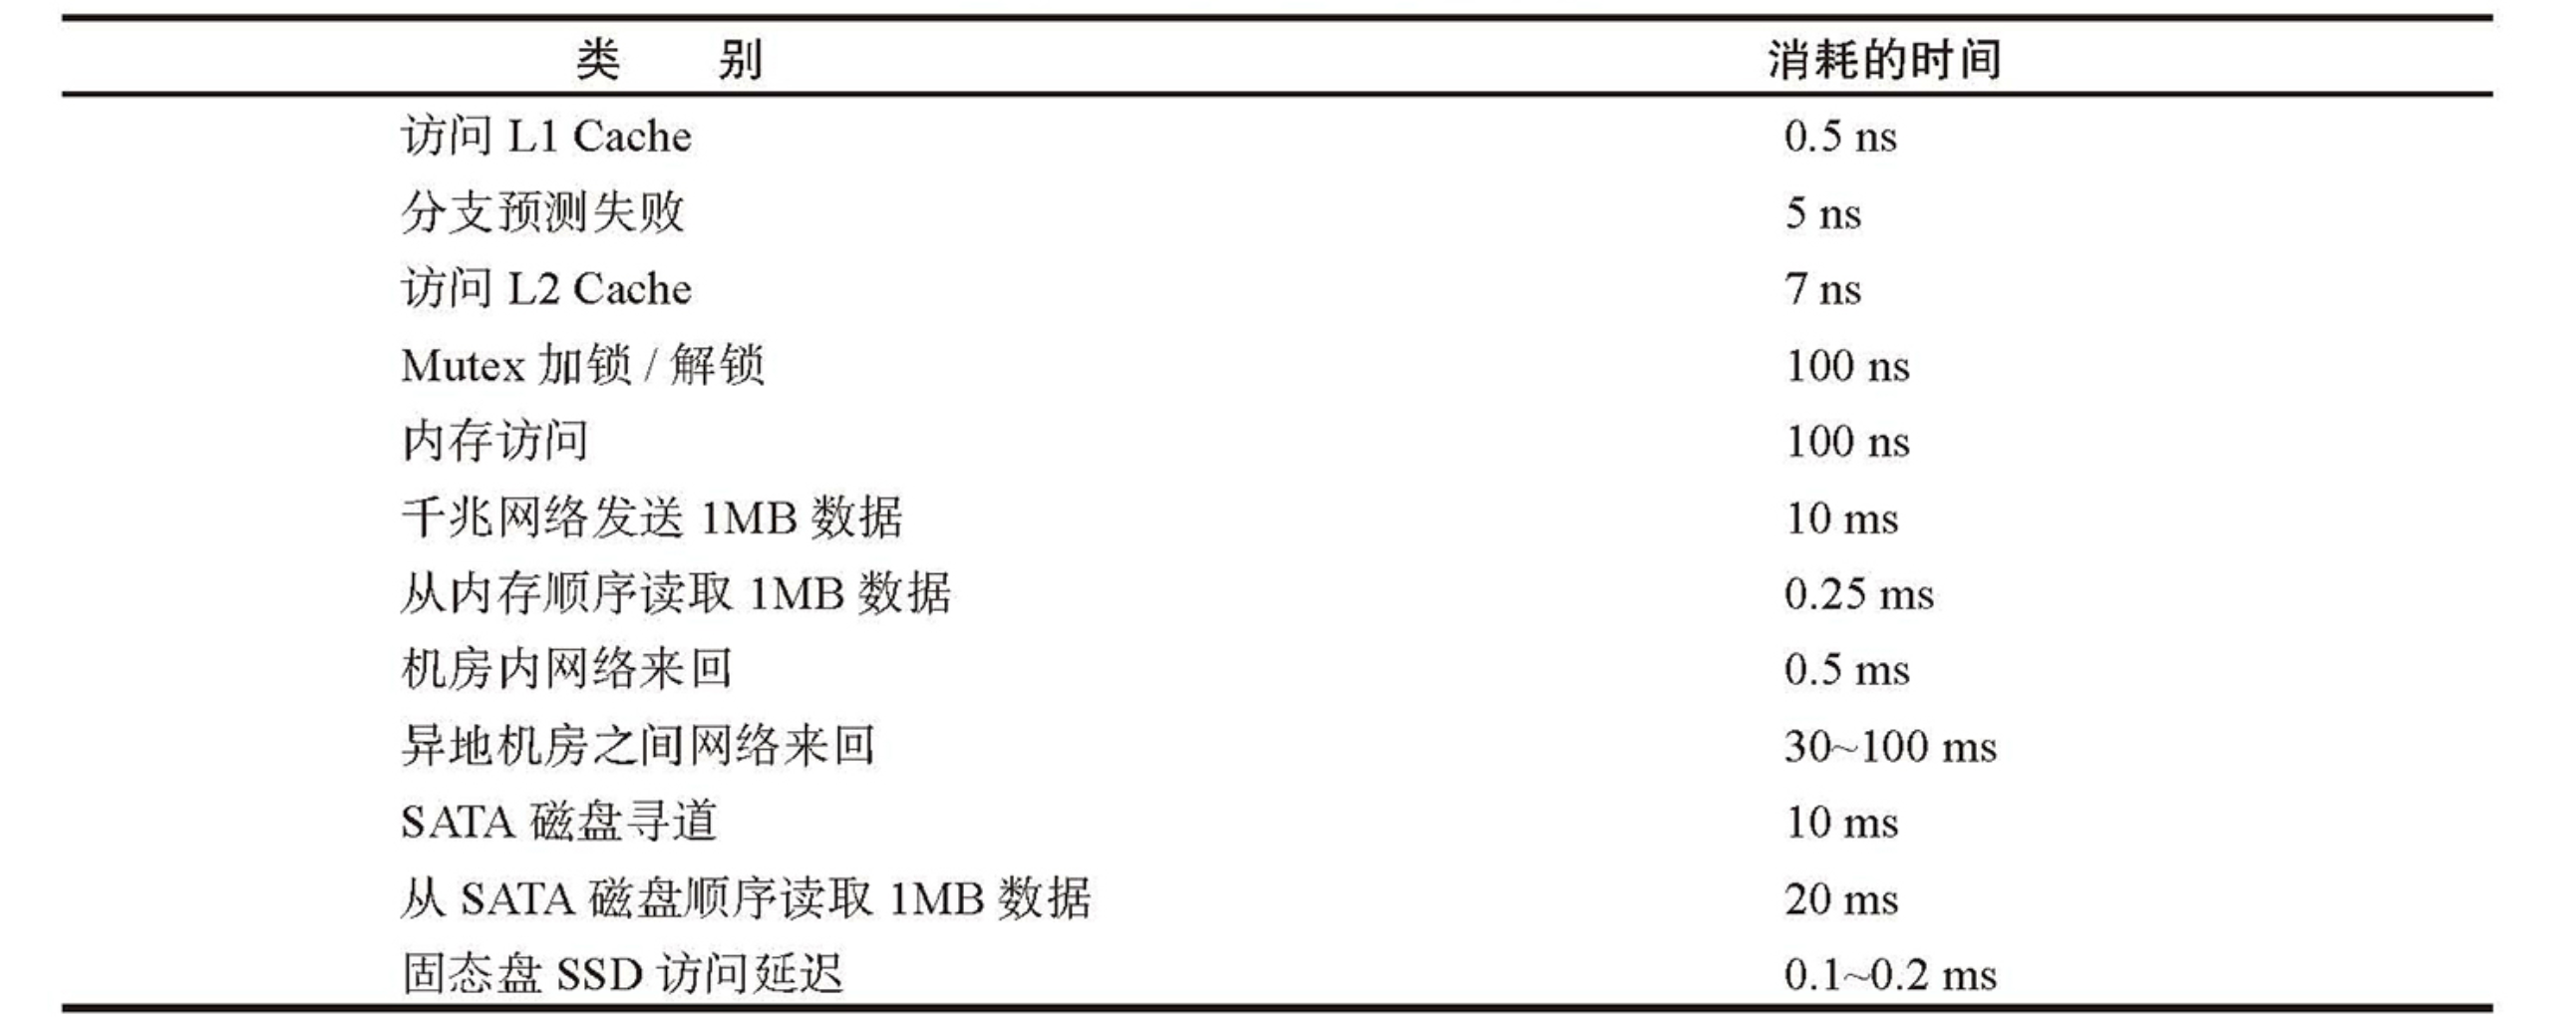 类 别 消耗的时间
访问 L1 Cache 0.5 ns
分支预测失败 5 ns
访问 L2 Cache 7 ns
Mutex 加锁 / 解锁 100 ns
内存访问 100 ns
千兆网络发送 1MB 数据 10 ms
从内存顺序读取 1MB 数据 0.25 ms
机房内网络来回 0.5 ms
异地机房之间网络来回 30~100 ms
SATA 磁盘寻道 10 ms
从 SATA 磁盘顺序读取 1MB 数据 20 ms
固态盘 SSD 访问延迟 0.1~0.2 ms